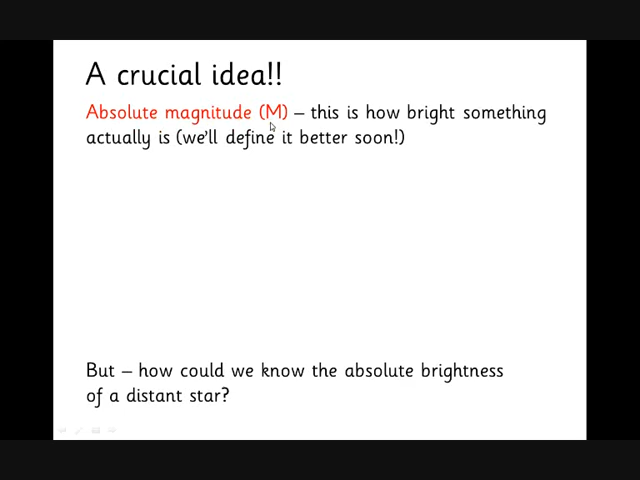 A crucial idea!!
Absolute magnitude (M) – this is how bright something
actually is (we'll define it better soon!)
But – how could we know the absolute brightness
of a distant star?